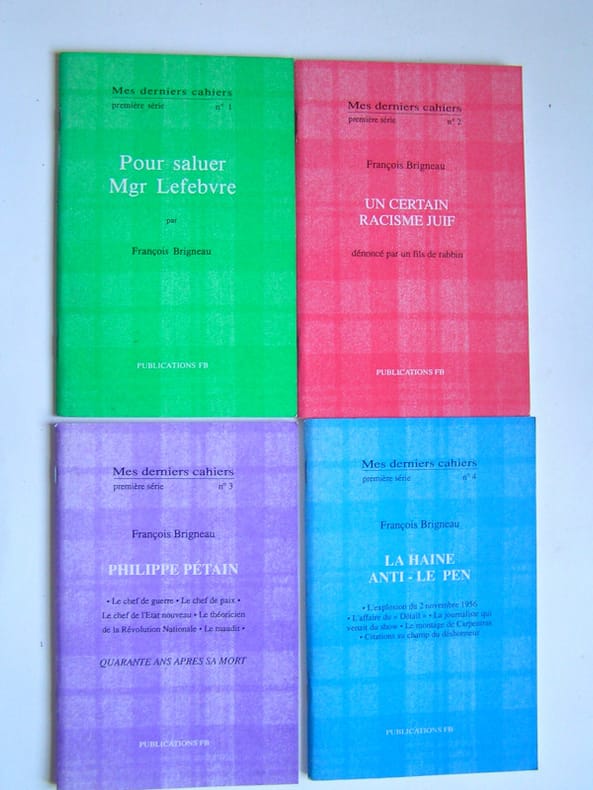 Mes derniers cahiers
première série n° 1
Pour saluer
Mgr Lefebvre
par
François Brigneau
PUBLICATIONS FB
Mes derniers cahiers
première série n° 2
François Brigneau
UN CERTAIN
RACISME JUIF
dénoncé par un fils de rabbin
PUBLICATIONS FB
Mes derniers cahiers
première série n° 3
François Brigneau
PHILIPPE PÉTAIN
• Le chef de guerre • Le chef de paix •
Le chef de l'Etat nouveau • Le théoricien
de la Révolution Nationale • Le maudit •
QUARANTE ANS APRES SA MORT
PUBLICATIONS FB
Mes derniers cahiers
première série n° 4
François Brigneau
LA HAINE
ANTI - LE PEN
• L'explosion du 2 novembre 1956
• L'affaire du « Détail » • La journaliste qui
venait du show • Le montage de Carpentras
• Citations au champ du déshonneur
PUBLICATIONS FB